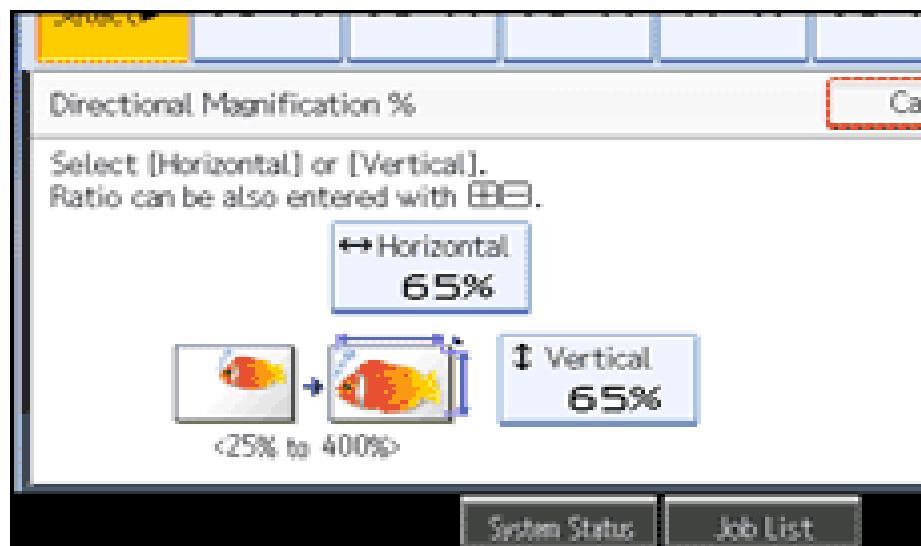 Directional Magnification %
Select [Horizontal] or [Vertical].
Ratio can be also entered with ⊞⊟.
↔ Horizontal
65%
↕ Vertical
65%
<25% to 400%>
System Status
Job List